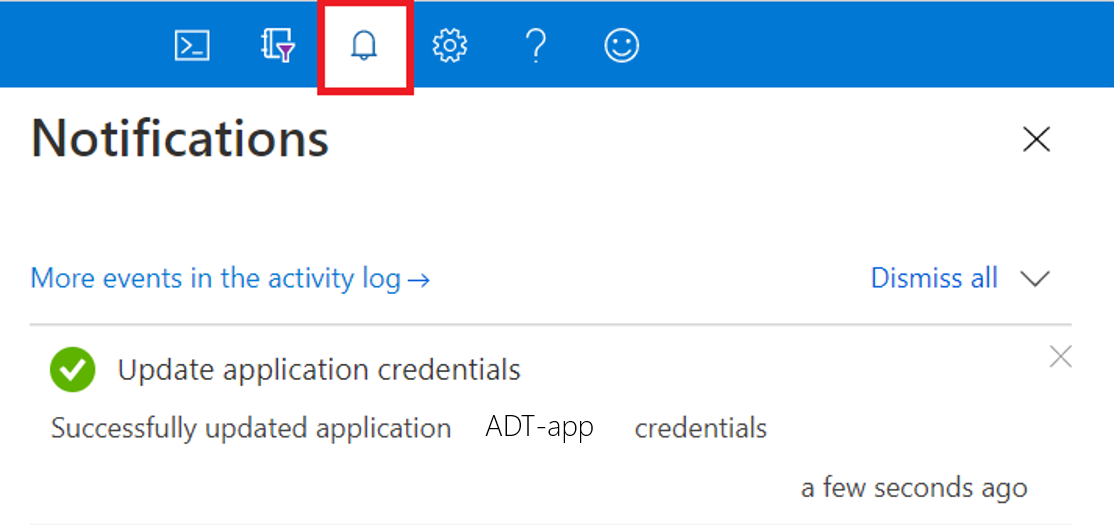 Notifications
More events in the activity log→ Dismiss all
Update application credentials
Successfully updated application ADT-app credentials
a few seconds ago